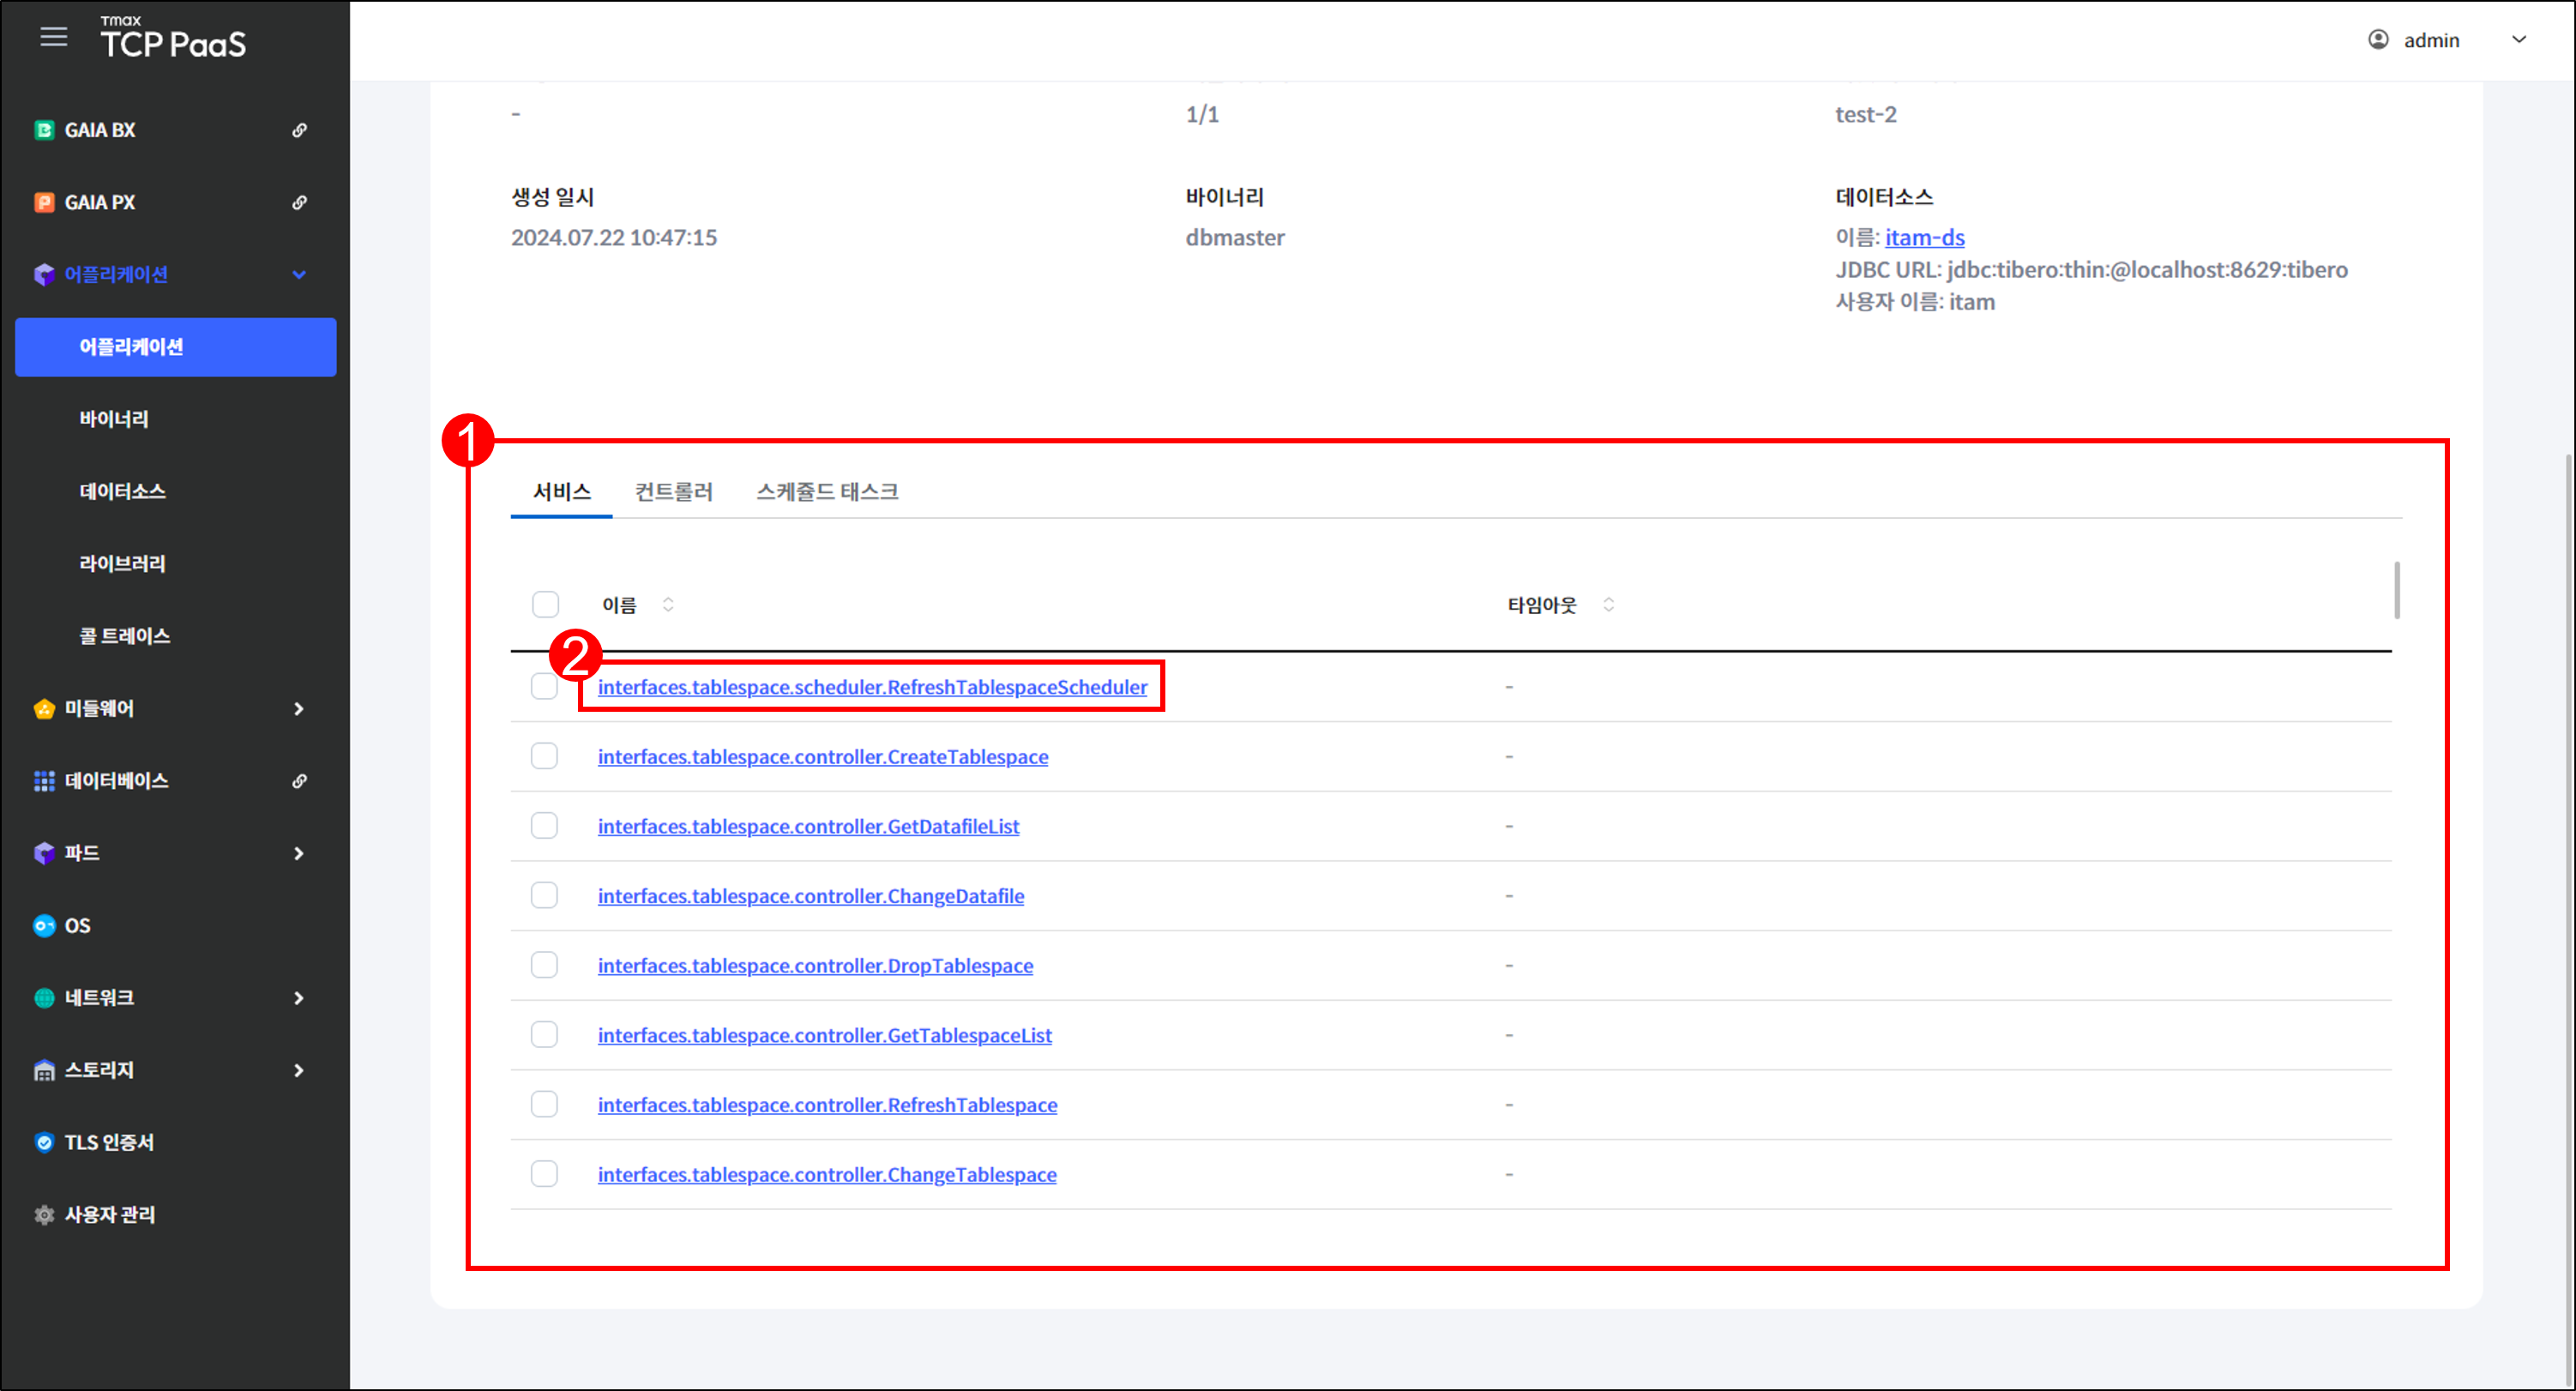 Tmax
TCP PaaS
admin
GAIA BX
GAIA PX
어플리케이션
어플리케이션
바이너리
데이터소스
라이브러리
콜 트레이스
미들웨어
데이터베이스
파드
OS
네트워크
스토리지
TLS 인증서
사용자 관리
-
1/1
test-2
생성 일시
바이너리
데이터소스
2024.07.22 10:47:15
dbmaster
이름: itam-ds
JDBC URL: jdbc:tibero:thin:@localhost:8629:tibero
사용자 이름: itam
1
서비스 컨트롤러 스케쥴드 태스크
이름 타임아웃
2
interfaces.tablespace.scheduler.RefreshTablespaceScheduler -
interfaces.tablespace.controller.CreateTablespace -
interfaces.tablespace.controller.GetDatafileList -
interfaces.tablespace.controller.ChangeDatafile -
interfaces.tablespace.controller.DropTablespace -
interfaces.tablespace.controller.GetTablespaceList -
interfaces.tablespace.controller.RefreshTablespace -
interfaces.tablespace.controller.ChangeTablespace -